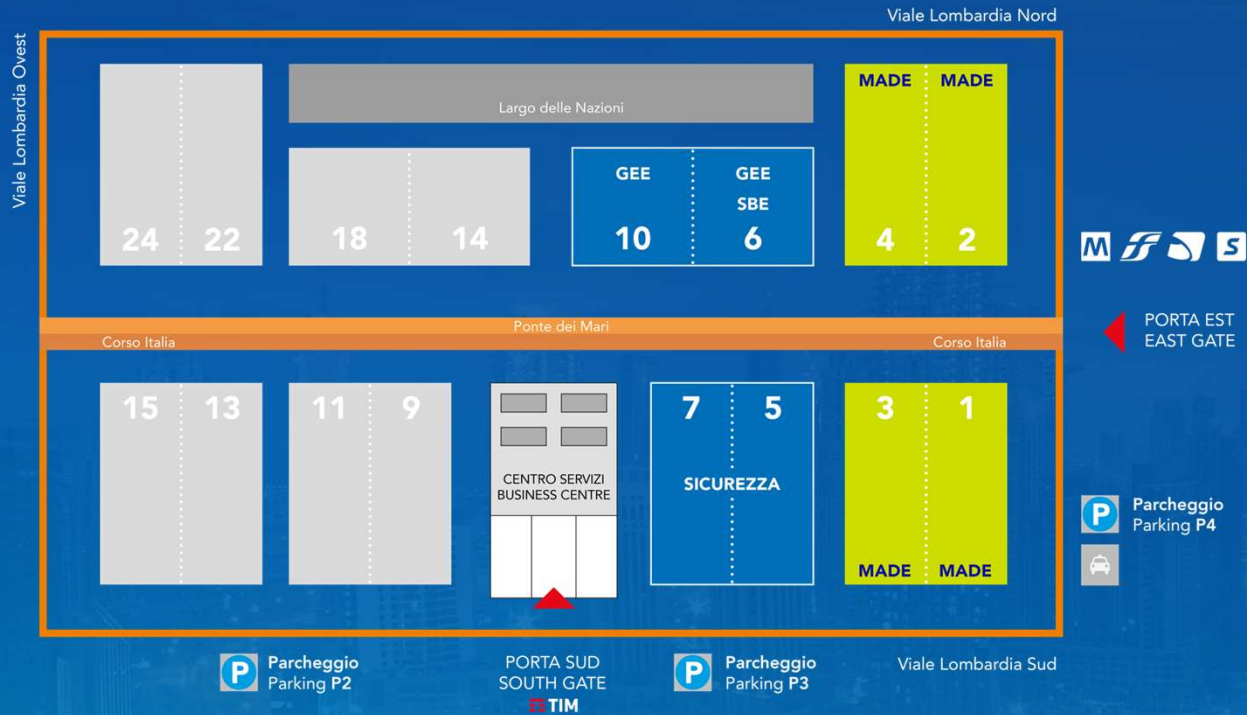 Viale Lombardia Nord
Viale Lombardia Ovest
Largo delle Nazioni
MADE MADE
GEE GEE
SBE
24 22 18 14 10 6 4 2
M S
PORTA EST
EAST GATE
Ponte dei Mari
Corso Italia Corso Italia
15 13 11 9 7 5 3 1
CENTRO SERVIZI
BUSINESS CENTRE
SICUREZZA
MADE MADE
P Parcheggio
Parking P4
P Parcheggio
Parking P2
PORTA SUD
SOUTH GATE
TIM
P Parcheggio
Parking P3
Viale Lombardia Sud